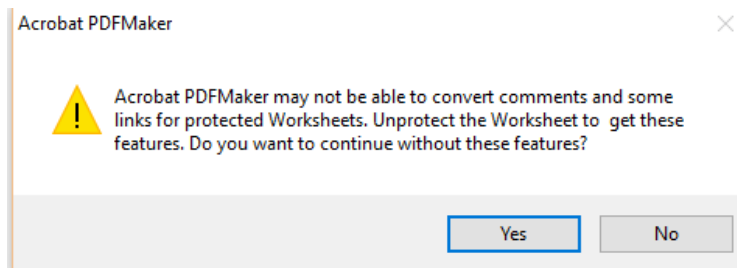 Acrobat PDFMaker
Acrobat PDFMaker may not be able to convert comments and some
links for protected Worksheets. Unprotect the Worksheet to  get these
features. Do you want to continue without these features?
Yes
No